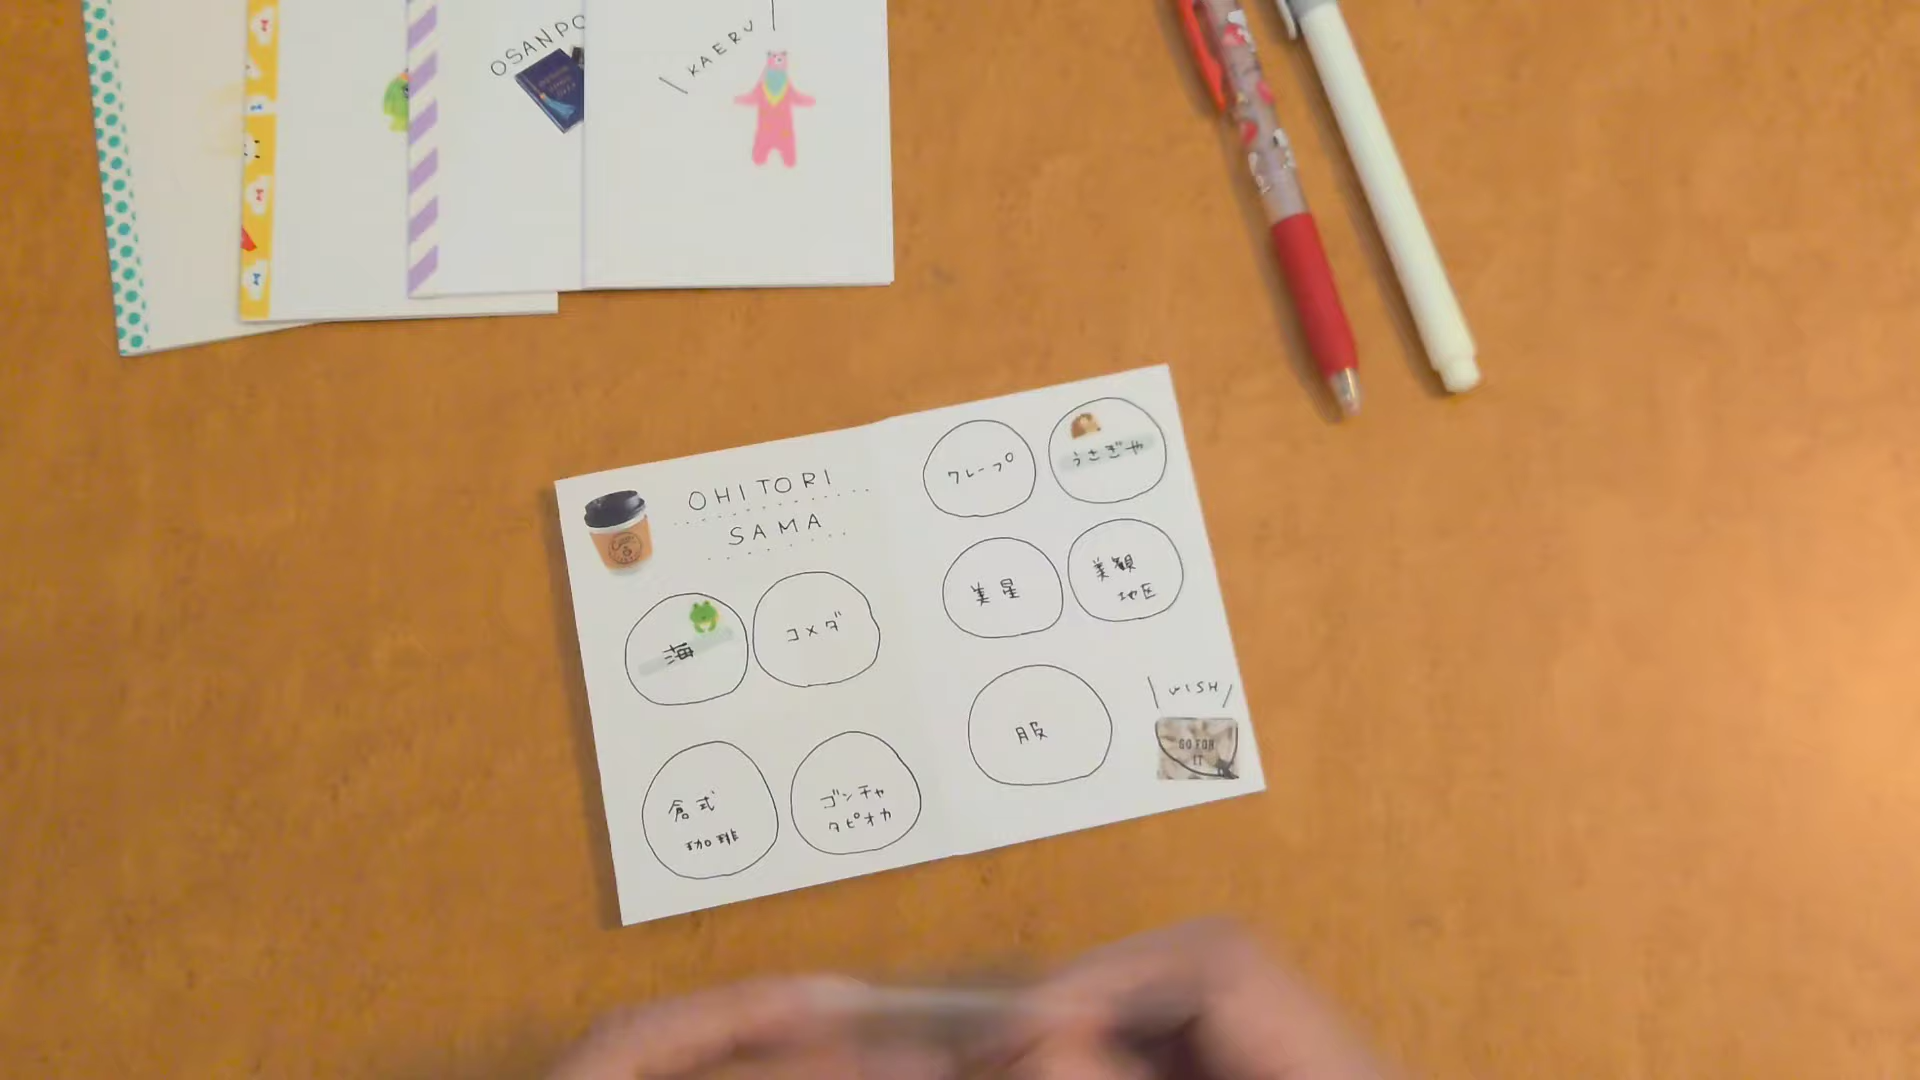 OSANPO
KAERU
OHITORI
SAMA
海
コメダ
倉式
珈琲
ゴンチャ
タピオカ
クレープ
うさぎや
美星
美観
地区
服
WISH
GO FOR
IT